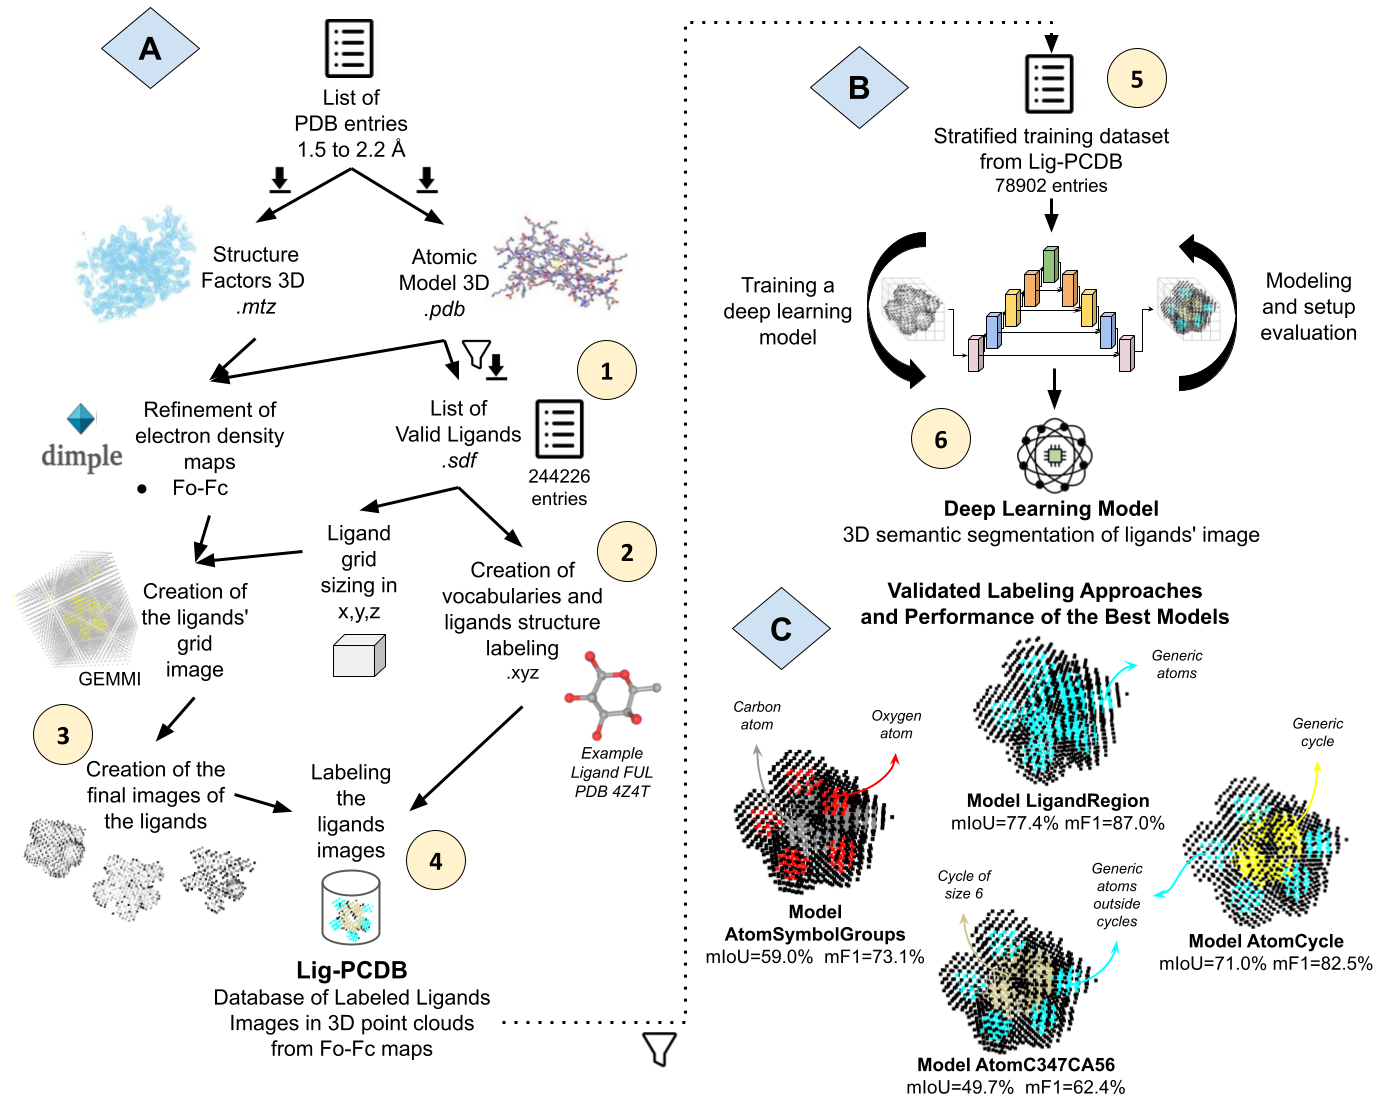 A
List of
PDB entries
1.5 to 2.2 Å
Structure
Factors 3D
.mtz
Atomic
Model 3D
.pdb
1
dimple
Refinement of
electron density
maps
● Fo-Fc
List of
Valid Ligands
.sdf
244226
entries
Ligand
grid
sizing in
x,y,z
2
Creation of
vocabularies and
ligands structure
labeling
.xyz
Creation of
the ligands'
grid
image
GEMMI
Example
Ligand FUL
PDB 4Z4T
3
Creation of the
final images of
the ligands
Labeling
the
ligands
images
4
Lig-PCDB
Database of Labeled Ligands
Images in 3D point clouds
from Fo-Fc maps
B
5
Stratified training dataset
from Lig-PCDB
78902 entries
Training a
deep learning
model
Modeling
and setup
evaluation
6
Deep Learning Model
3D semantic segmentation of ligands' image
C
Validated Labeling Approaches
and Performance of the Best Models
Generic
atoms
Model LigandRegion
mIoU=77.4% mF1=87.0%
Carbon
atom
Oxygen
atom
Model
AtomSymbolGroups
mIoU=59.0% mF1=73.1%
Generic
cycle
Generic
atoms
outside
cycles
Model AtomCycle
mIoU=71.0% mF1=82.5%
Cycle of
size 6
Model AtomC347CA56
mIoU=49.7% mF1=62.4%